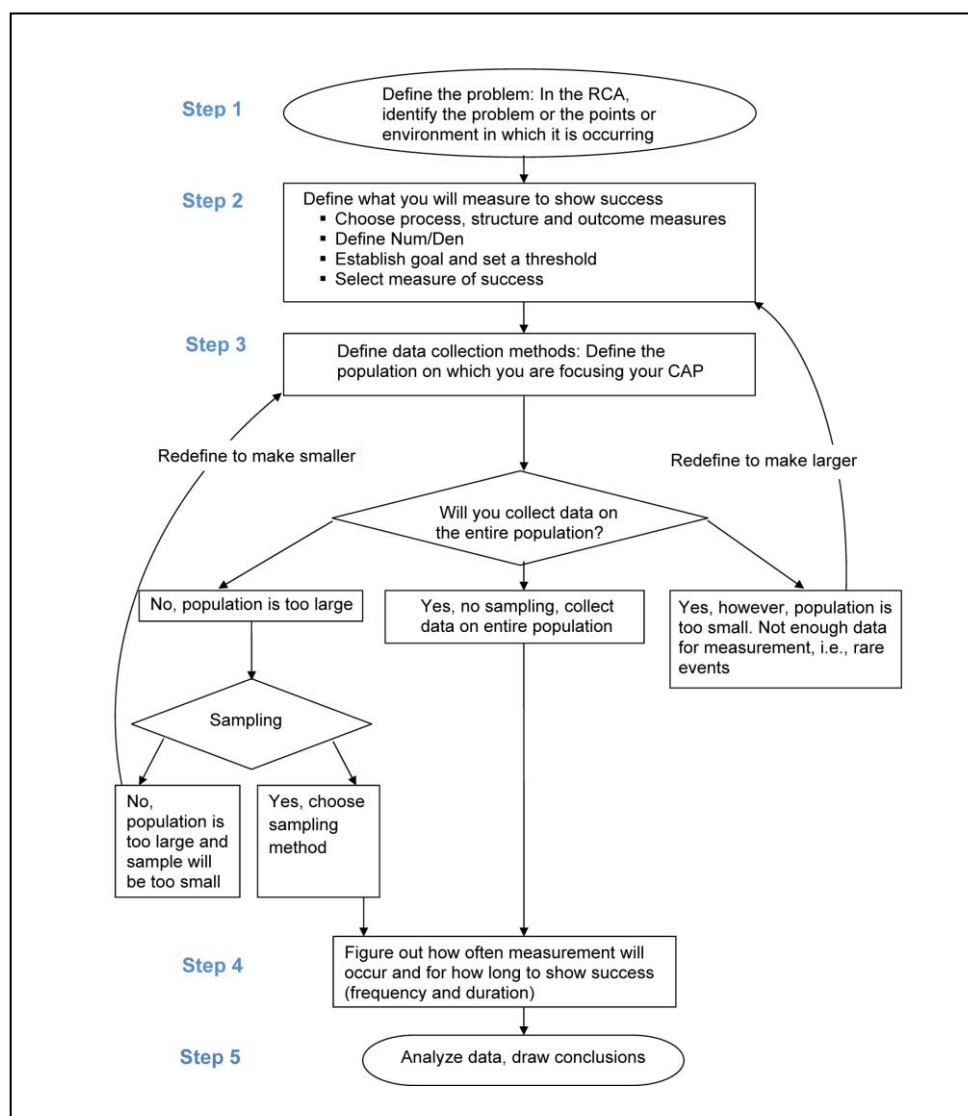 Step 1
Define the problem: In the RCA,
identify the problem or the points or
environment in which it is occurring
Step 2
Define what you will measure to show success
▪ Choose process, structure and outcome measures
▪ Define Num/Den
▪ Establish goal and set a threshold
▪ Select measure of success
Step 3
Define data collection methods: Define the
population on which you are focusing your CAP
Redefine to make smaller
Redefine to make larger
Will you collect data on
the entire population?
No, population is too large
Yes, no sampling, collect
data on entire population
Yes, however, population is
too small. Not enough data
for measurement, i.e., rare
events
Sampling
No,
population is
too large and
sample will
be too small
Yes, choose
sampling
method
Step 4
Figure out how often measurement will
occur and for how long to show success
(frequency and duration)
Step 5
Analyze data, draw conclusions